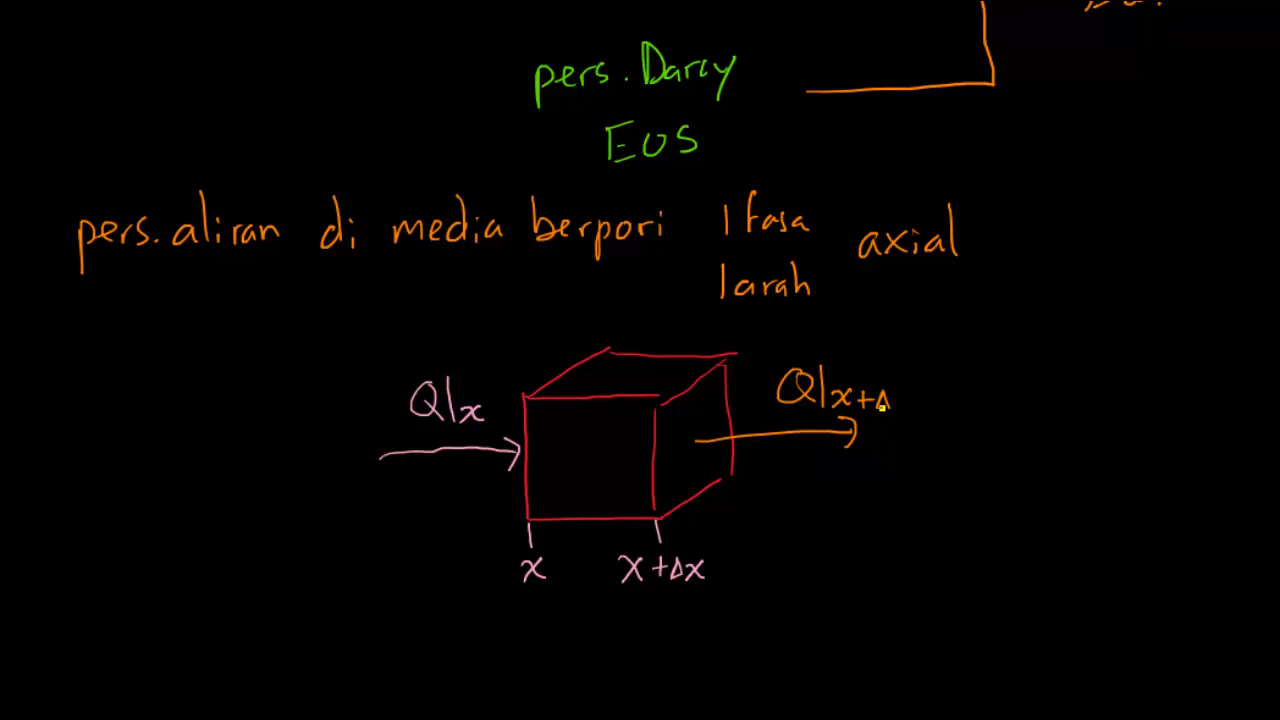 pers. Darcy
EOS
pers. aliran di media berpori 1 fasa axial
1 arah
Q|x
Q|x+Δ
x
x+Δx